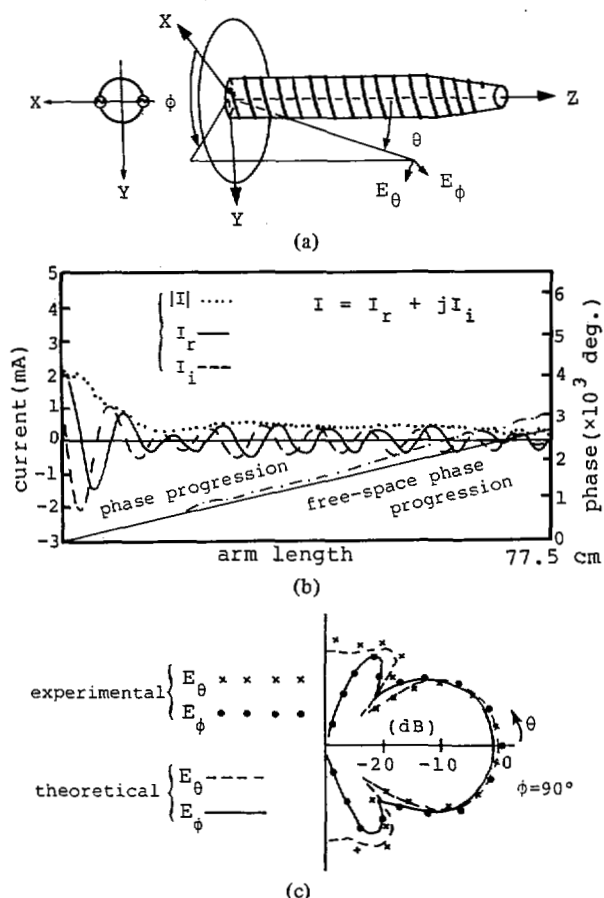 X
X
ϕ
Z
θ
Y
Y
E_θ
E_ϕ
(a)
5
4
3
2
1
0
-1
-2
-3
current(mA)
|I| .....
I_r
I_i
I = I_r + jI_i
6
5
4
3
2
1
0
phase(×10³ deg.)
phase progression
free-space phase
progression
arm length
77.5 cm
(b)
experimental
E_θ × × × ×
E_ϕ • • • •
theoretical
E_θ
E_ϕ
(dB)
-20
-10
0
θ
ϕ=90°
(c)